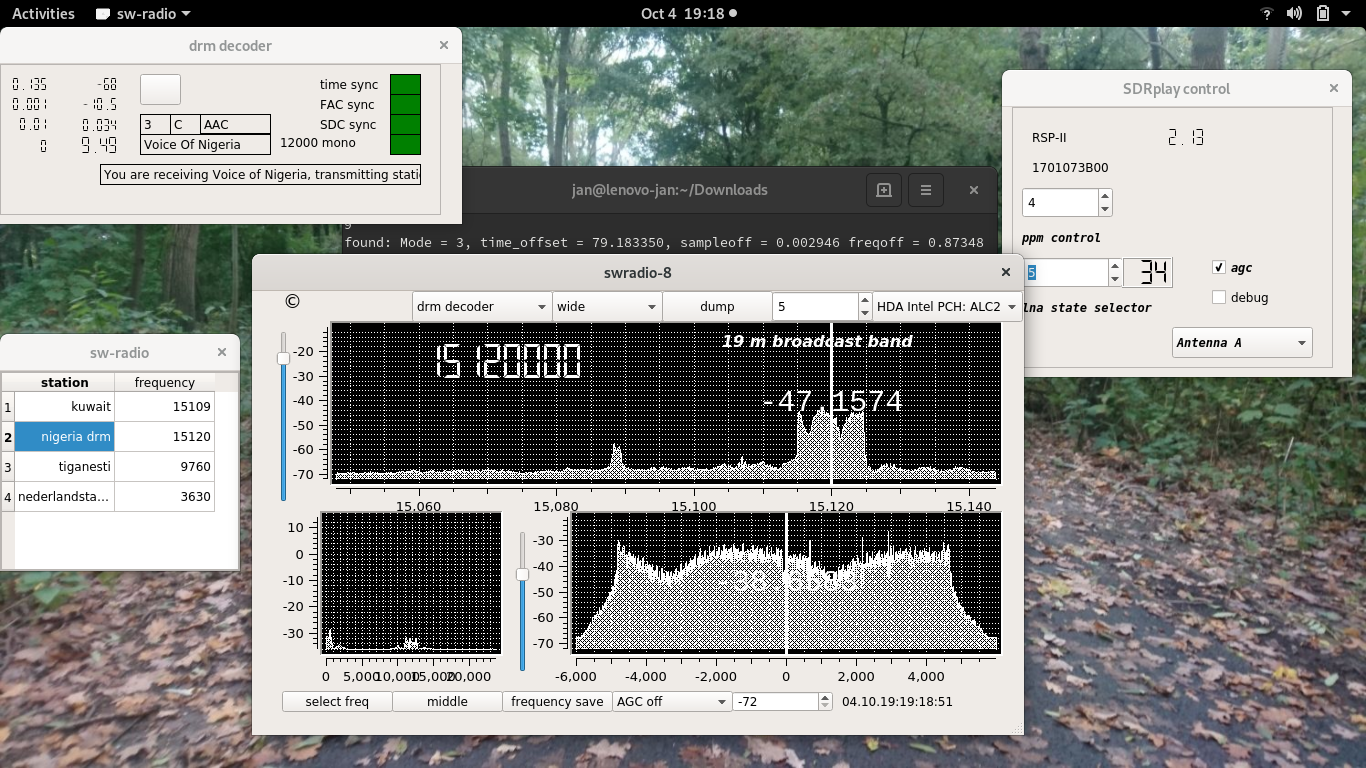 Activities sw-radio Oct 4 19:18
drm decoder
0.135 -60 time sync
0.001 -10.5 FAC sync
0.01 0.034 3 C AAC SDC sync
0 9.49 Voice Of Nigeria 12000 mono
You are receiving Voice of Nigeria, transmitting stati
jan@lenovo-jan:~/Downloads
found: Mode = 3, time_offset = 79.183350, sampleoff = 0.002946 freqoff = 0.87348
SDRplay control
RSP-II 2.13
1701073B00
4
ppm control
5 34 agc
debug
lna state selector
Antenna A
sw-radio
station frequency
1 kuwait 15109
2 nigeria drm 15120
3 tiganesti 9760
4 nederlandsta... 3630
swradio-8
© drm decoder wide dump 5 HDA Intel PCH: ALC2
19 m broadcast band
15120000
-47.1574
-20
-30
-40
-50
-60
-70
15,060 15,080 15,100 15,120 15,140
10
0
-10
-20
-30
0 5,000 10,000 15,000 20,000
-30
-40
-50
-60
-70
-6,000 -4,000 -2,000 0 2,000 4,000
select freq middle frequency save AGC off -72 04.10.19:19:18:51